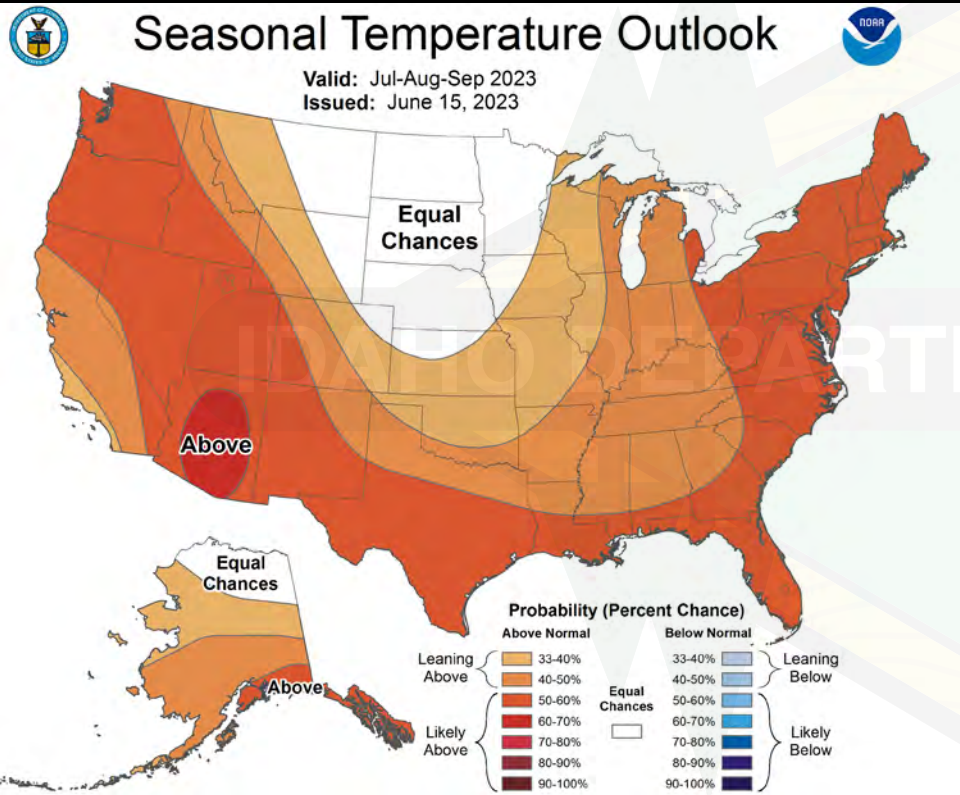 Seasonal Temperature Outlook
NOAA
Valid: Jul-Aug-Sep 2023
Issued: June 15, 2023
Equal
Chances
IDAHO DEPARTI
Above
Equal
Chances
Above
Probability (Percent Chance)
Above Normal
Below Normal
Leaning
Above
33-40%
40-50%
Likely
Above
50-60%
60-70%
70-80%
80-90%
90-100%
Equal
Chances
33-40%
40-50%
Leaning
Below
50-60%
60-70%
70-80%
80-90%
90-100%
Likely
Below